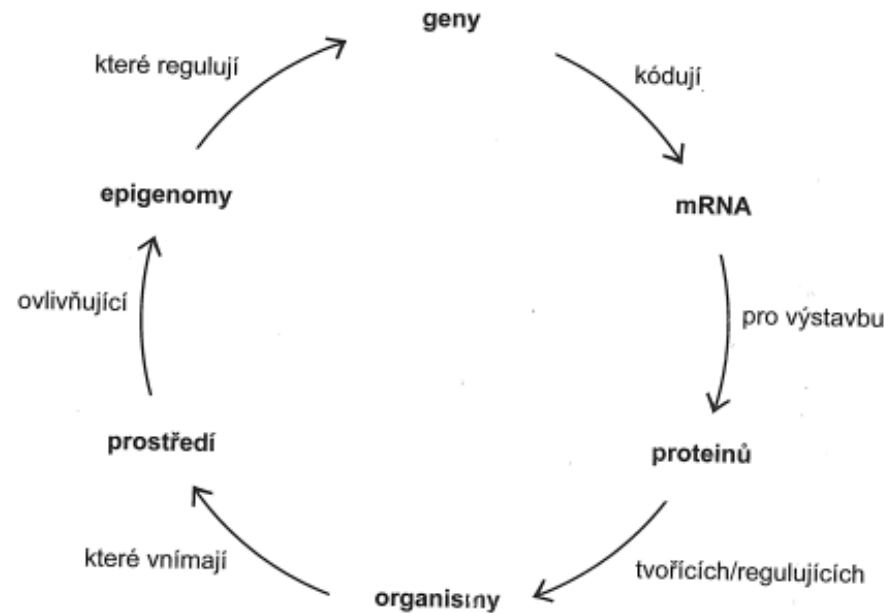 geny
kódují
mRNA
pro výstavbu
proteinů
tvořících/regulujících
organismy
které vnímají
prostředí
ovlivňující
epigenomy
které regulují